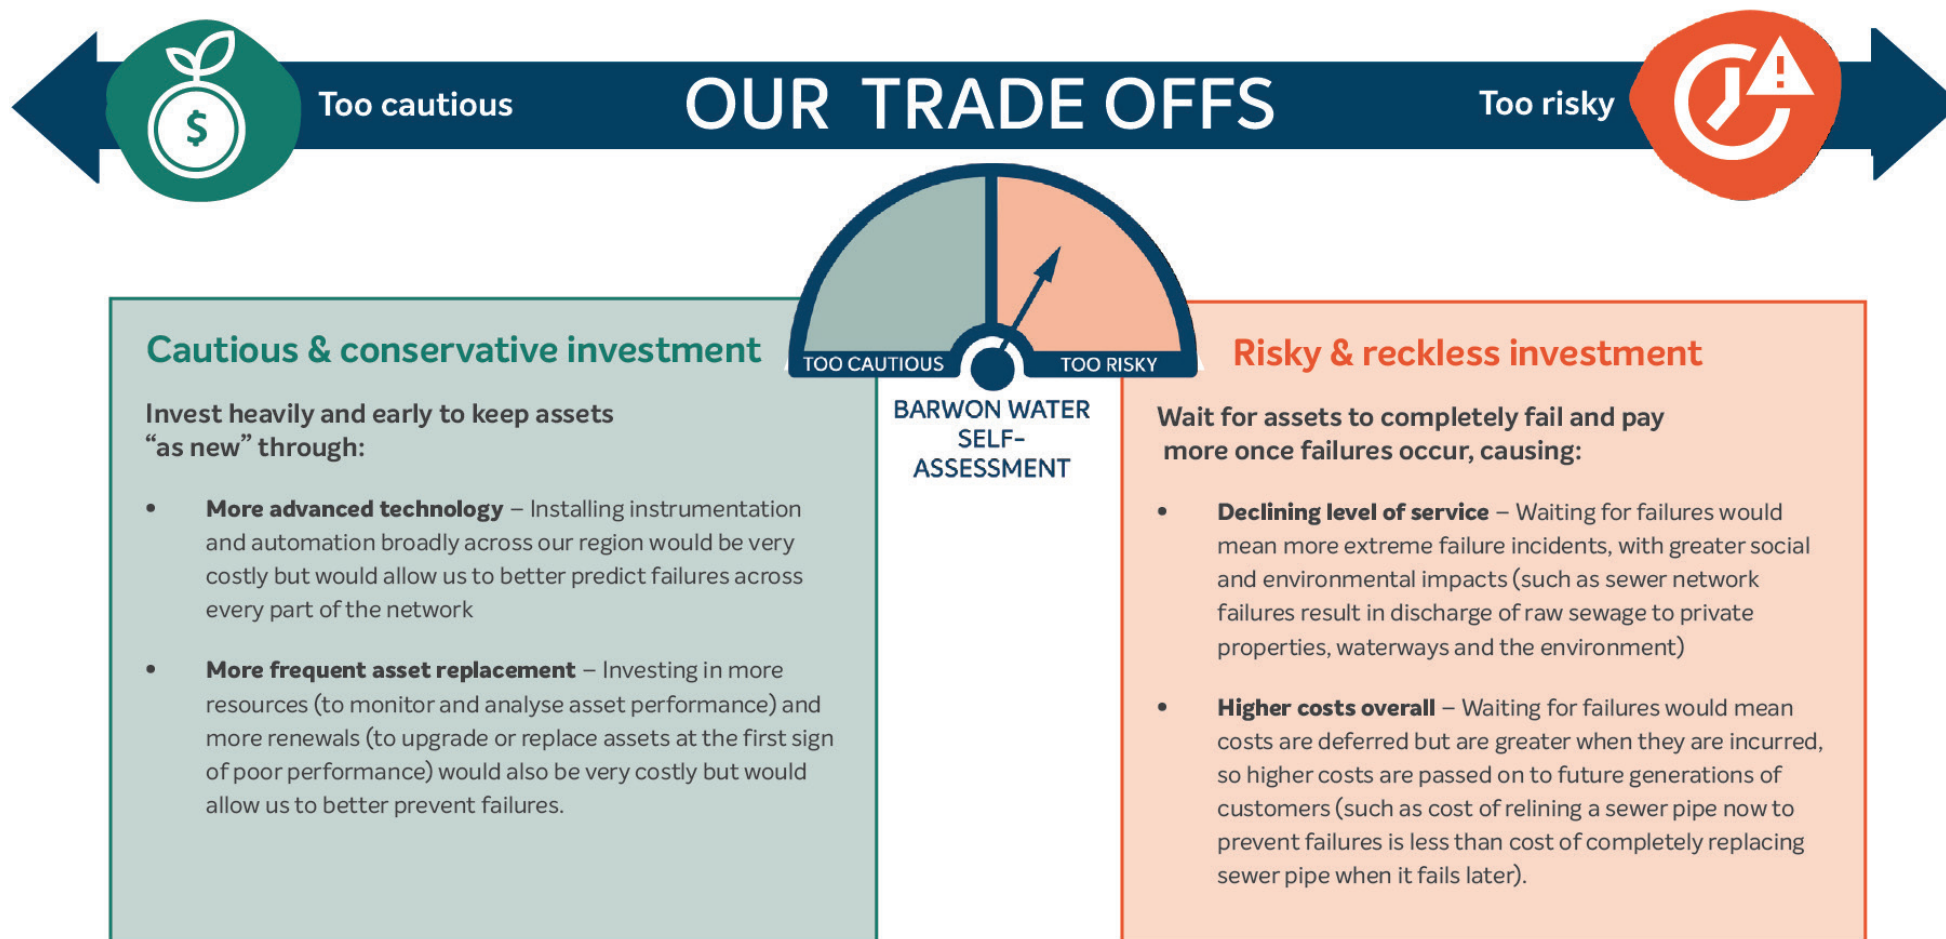 $
Too cautious
OUR TRADE OFFS
Too risky
!
TOO CAUTIOUS
TOO RISKY
BARWON WATER
SELF-
ASSESSMENT
Cautious & conservative investment
Invest heavily and early to keep assets
“as new” through:
• More advanced technology – Installing instrumentation
and automation broadly across our region would be very
costly but would allow us to better predict failures across
every part of the network
• More frequent asset replacement – Investing in more
resources (to monitor and analyse asset performance) and
more renewals (to upgrade or replace assets at the first sign
of poor performance) would also be very costly but would
allow us to better prevent failures.
Risky & reckless investment
Wait for assets to completely fail and pay
more once failures occur, causing:
• Declining level of service – Waiting for failures would
mean more extreme failure incidents, with greater social
and environmental impacts (such as sewer network
failures result in discharge of raw sewage to private
properties, waterways and the environment)
• Higher costs overall – Waiting for failures would mean
costs are deferred but are greater when they are incurred,
so higher costs are passed on to future generations of
customers (such as cost of relining a sewer pipe now to
prevent failures is less than cost of completely replacing
sewer pipe when it fails later).